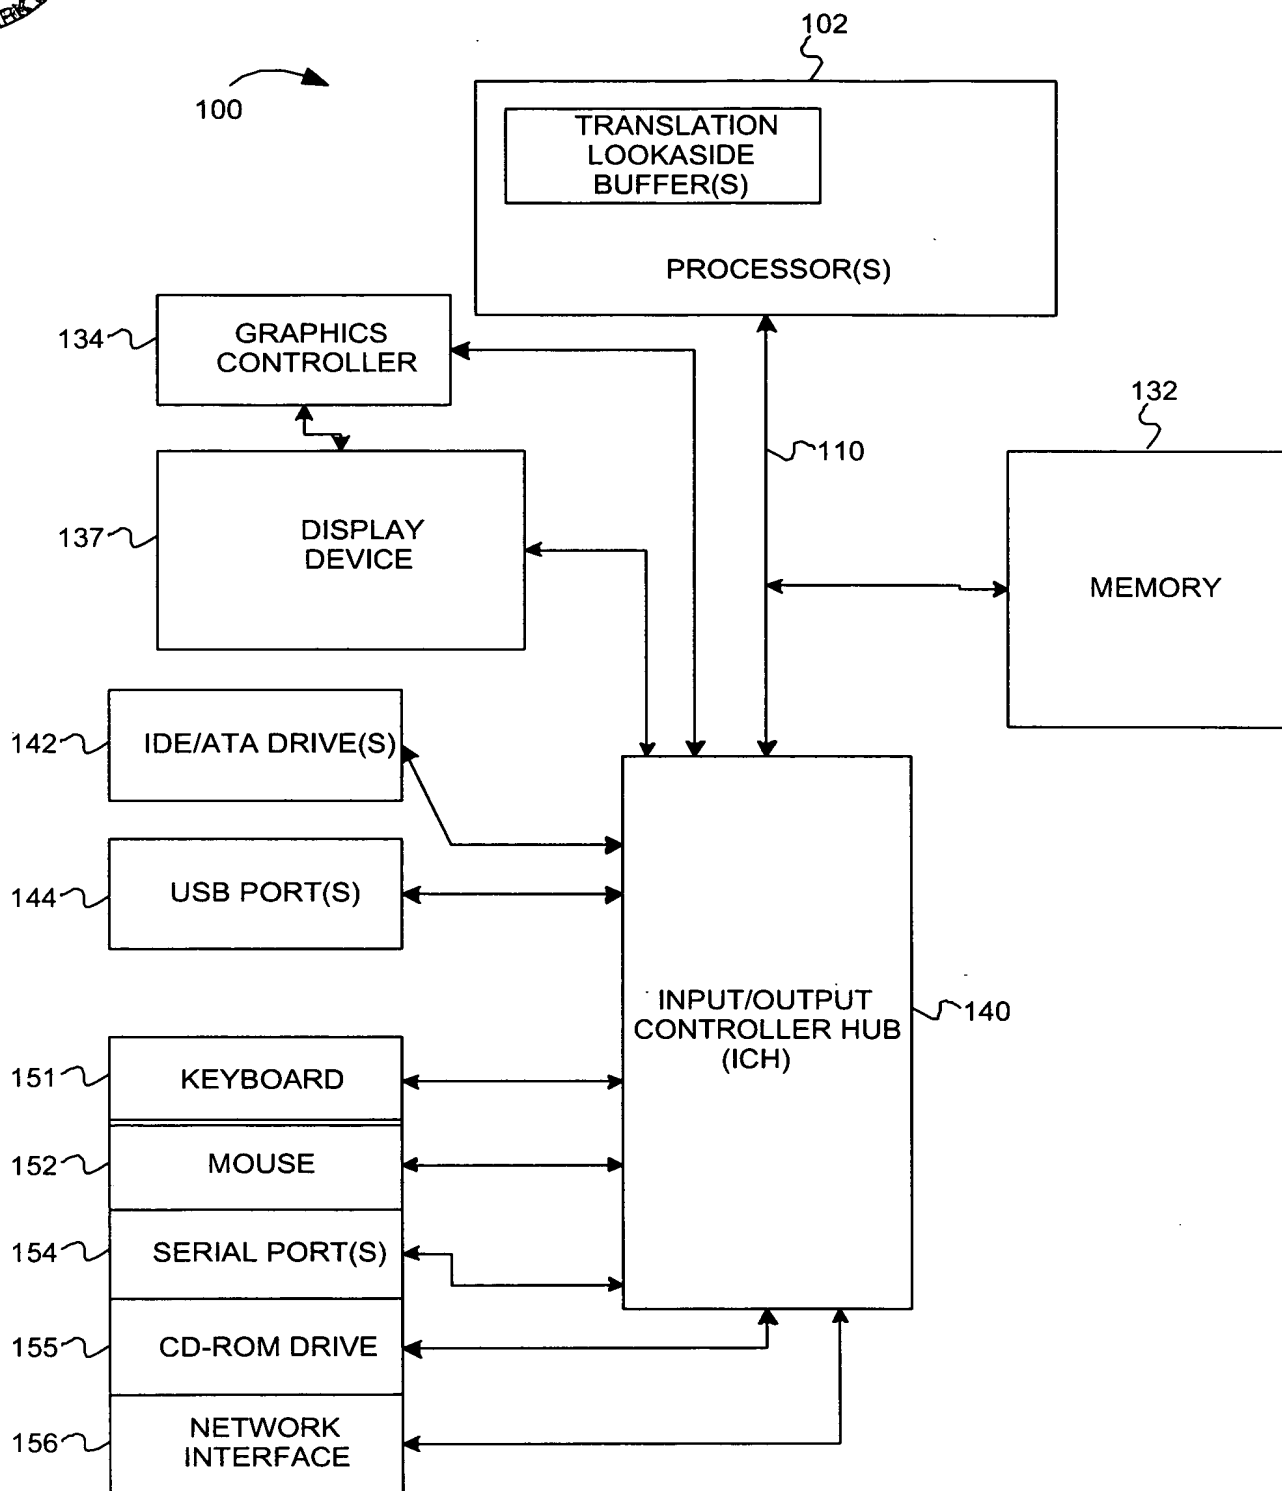 102
100
TRANSLATION
LOOKASIDE
BUFFER(S)
PROCESSOR(S)
134
GRAPHICS
CONTROLLER
132
110
137
DISPLAY
DEVICE
MEMORY
142
IDE/ATA DRIVE(S)
144
USB PORT(S)
INPUT/OUTPUT
CONTROLLER HUB
(ICH)
140
151
KEYBOARD
152
MOUSE
154
SERIAL PORT(S)
155
CD-ROM DRIVE
156
NETWORK
INTERFACE